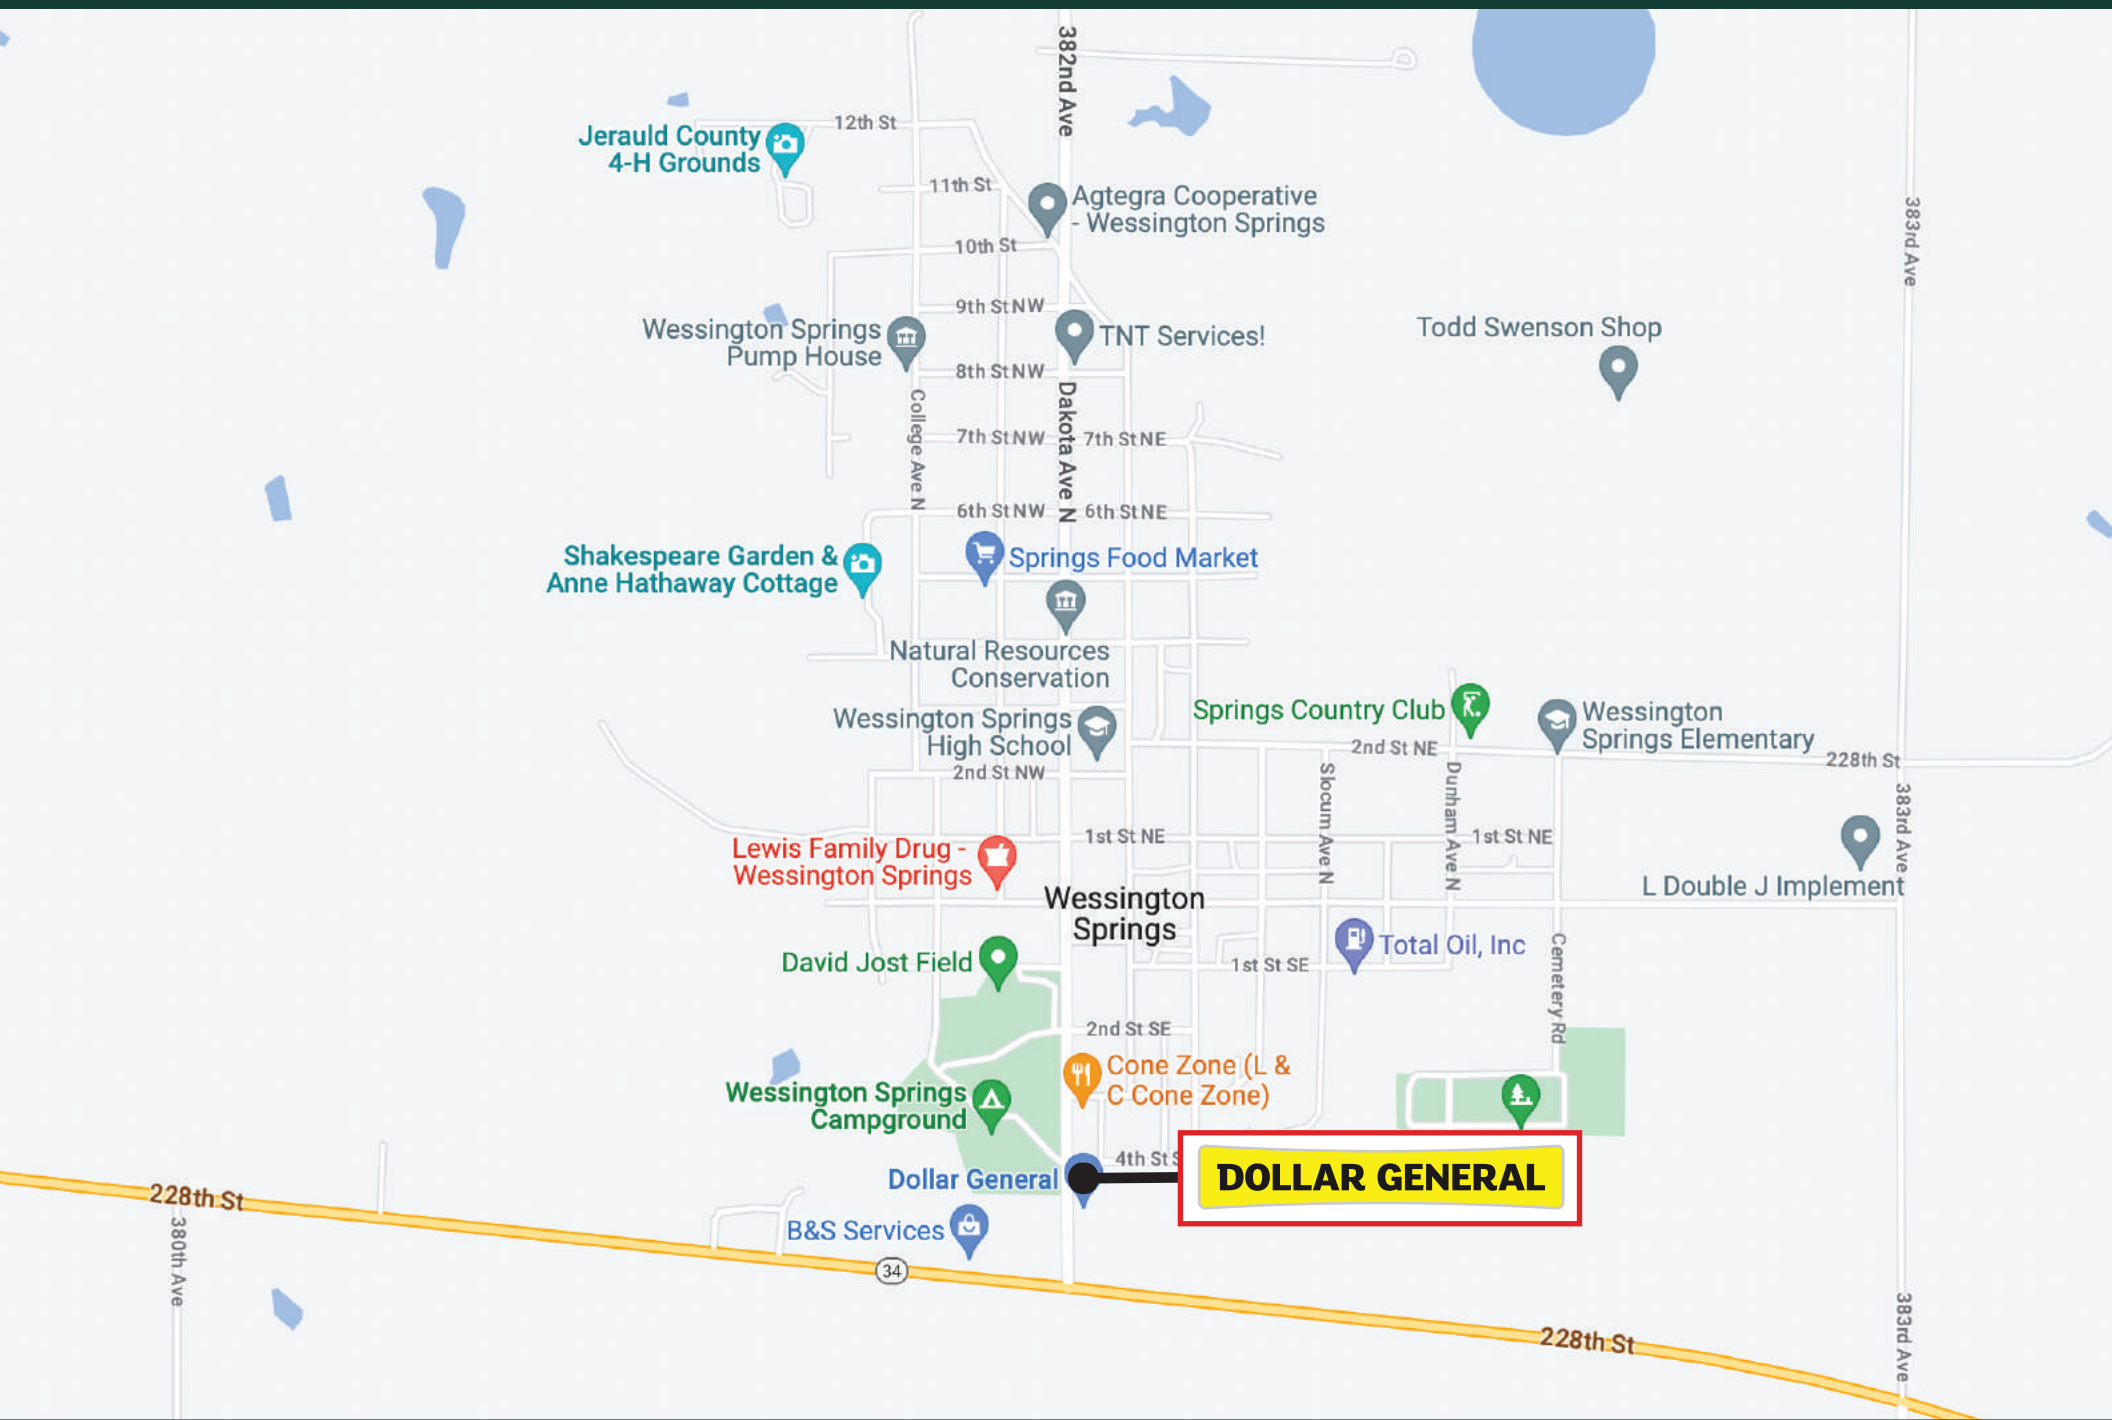 382nd Ave
12th St
Jerauld County
4-H Grounds
11th St
Agtegra Cooperative
- Wessington Springs
383rd Ave
10th St
9th St NW
Wessington Springs
Pump House
TNT Services!
Todd Swenson Shop
8th St NW
College Ave N
Dakota Ave N
7th St NW
7th St NE
6th St NW
6th St NE
Shakespeare Garden &
Anne Hathaway Cottage
Springs Food Market
Natural Resources
Conservation
Springs Country Club
Wessington
Springs Elementary
Wessington Springs
High School
2nd St NE
228th St
2nd St NW
Slocum Ave N
Dunham Ave N
383rd Ave
1st St NE
1st St NE
Lewis Family Drug -
Wessington Springs
L Double J Implement
Wessington
Springs
Total Oil, Inc
David Jost Field
1st St SE
Cemetery Rd
2nd St SE
Cone Zone (L &
C Cone Zone)
Wessington Springs
Campground
4th St S
Dollar General
DOLLAR GENERAL
228th St
380th Ave
B&S Services
34
228th St
383rd Ave